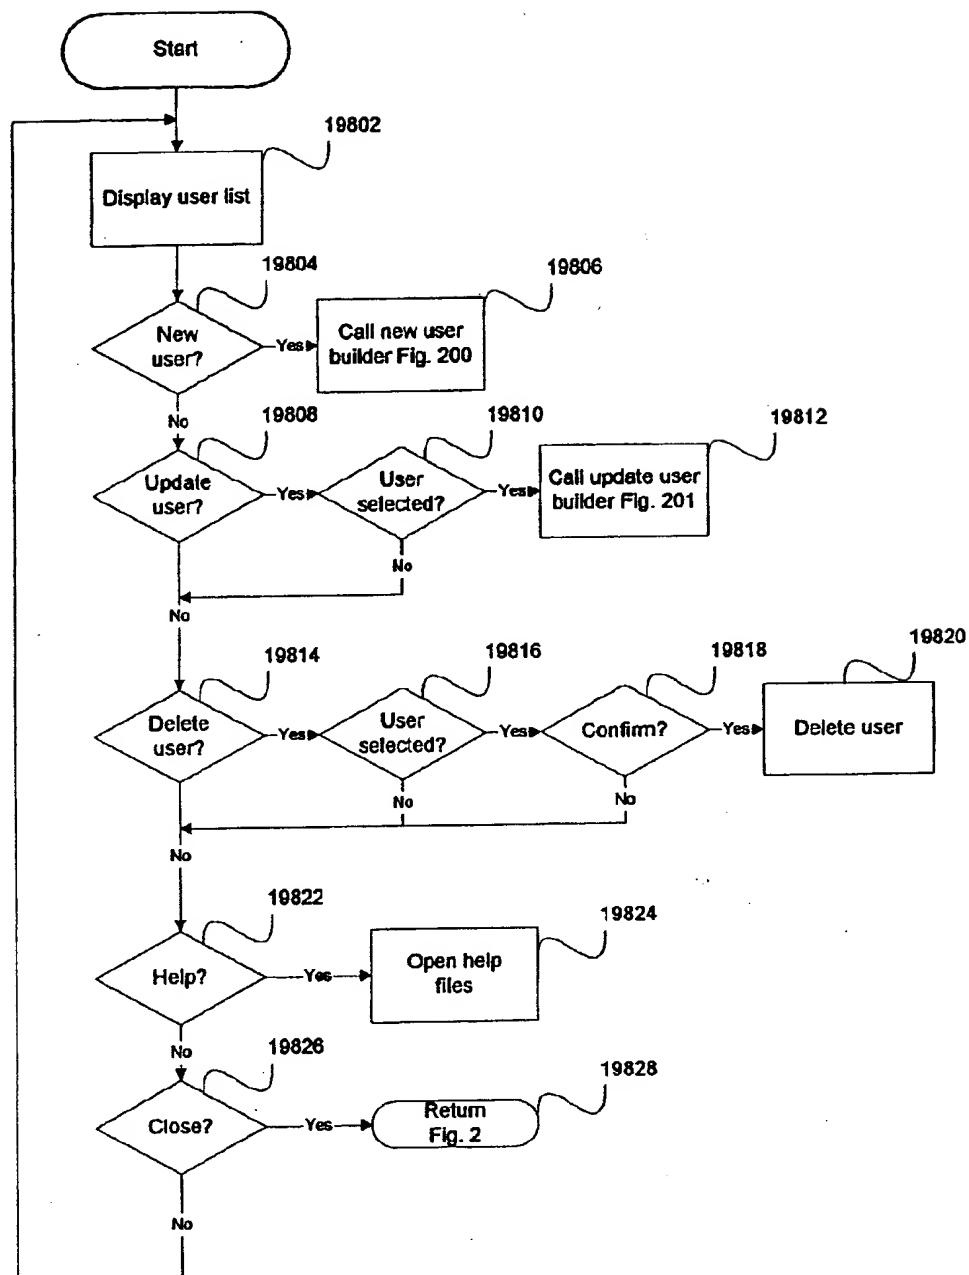 Start
19802
Display user list
19804
19806
New
user?
Yes
Call new user
builder Fig. 200
No
19808
19810
19812
Update
user?
Yes
User
selected?
Yes
Call update user
builder Fig. 201
No
No
19814
19816
19818
19820
Delete
user?
Yes
User
selected?
Yes
Confirm?
Yes
Delete user
No
No
No
19822
19824
Help?
Yes
Open help
files
No
19826
19828
Close?
Yes
Return
Fig. 2
No